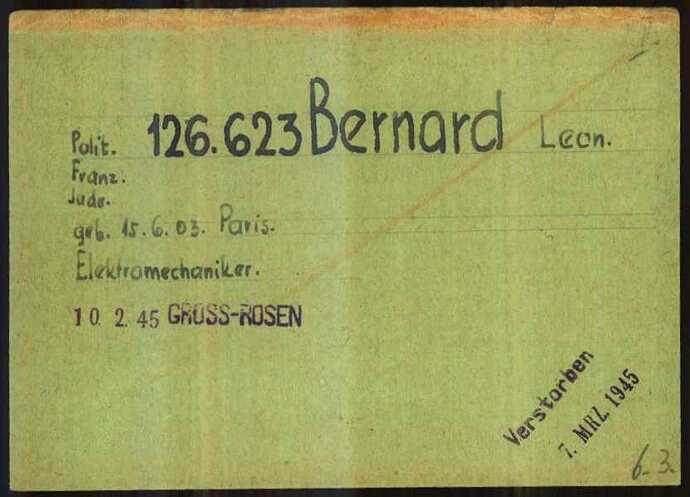 Polit. 126.623 Bernard Leon.
Franz.
Jude.
geb. 15.6.03. Paris.
Elektromechaniker.
10. 2. 45 GROSS-ROSEN
Verstorben
7. MRZ. 1945
6.3.